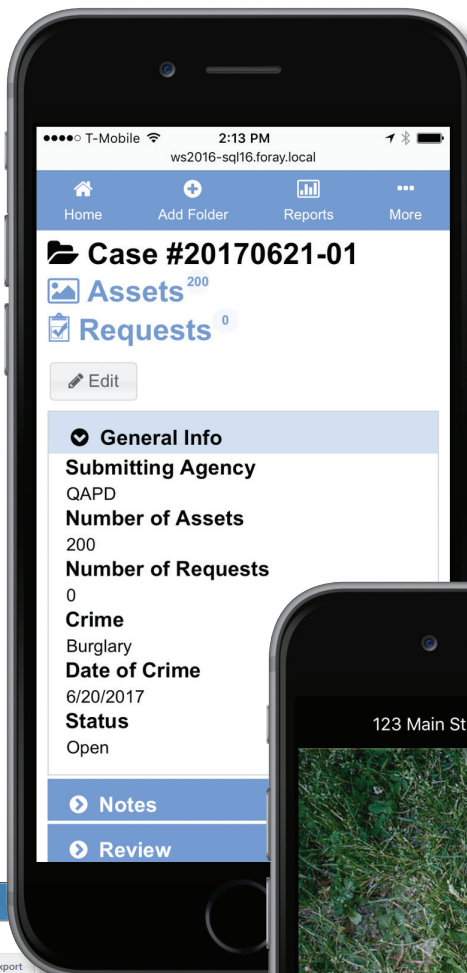 T-Mobile 2:13 PM
ws2016-sql16.foray.local
Home Add Folder Reports More
Case #20170621-01
Assets 200
Requests 0
Edit
General Info
Submitting Agency
QAPD
Number of Assets
200
Number of Requests
0
Crime
Burglary
Date of Crime
6/20/2017
Status
Open
123 Main St
Notes
Review
xport